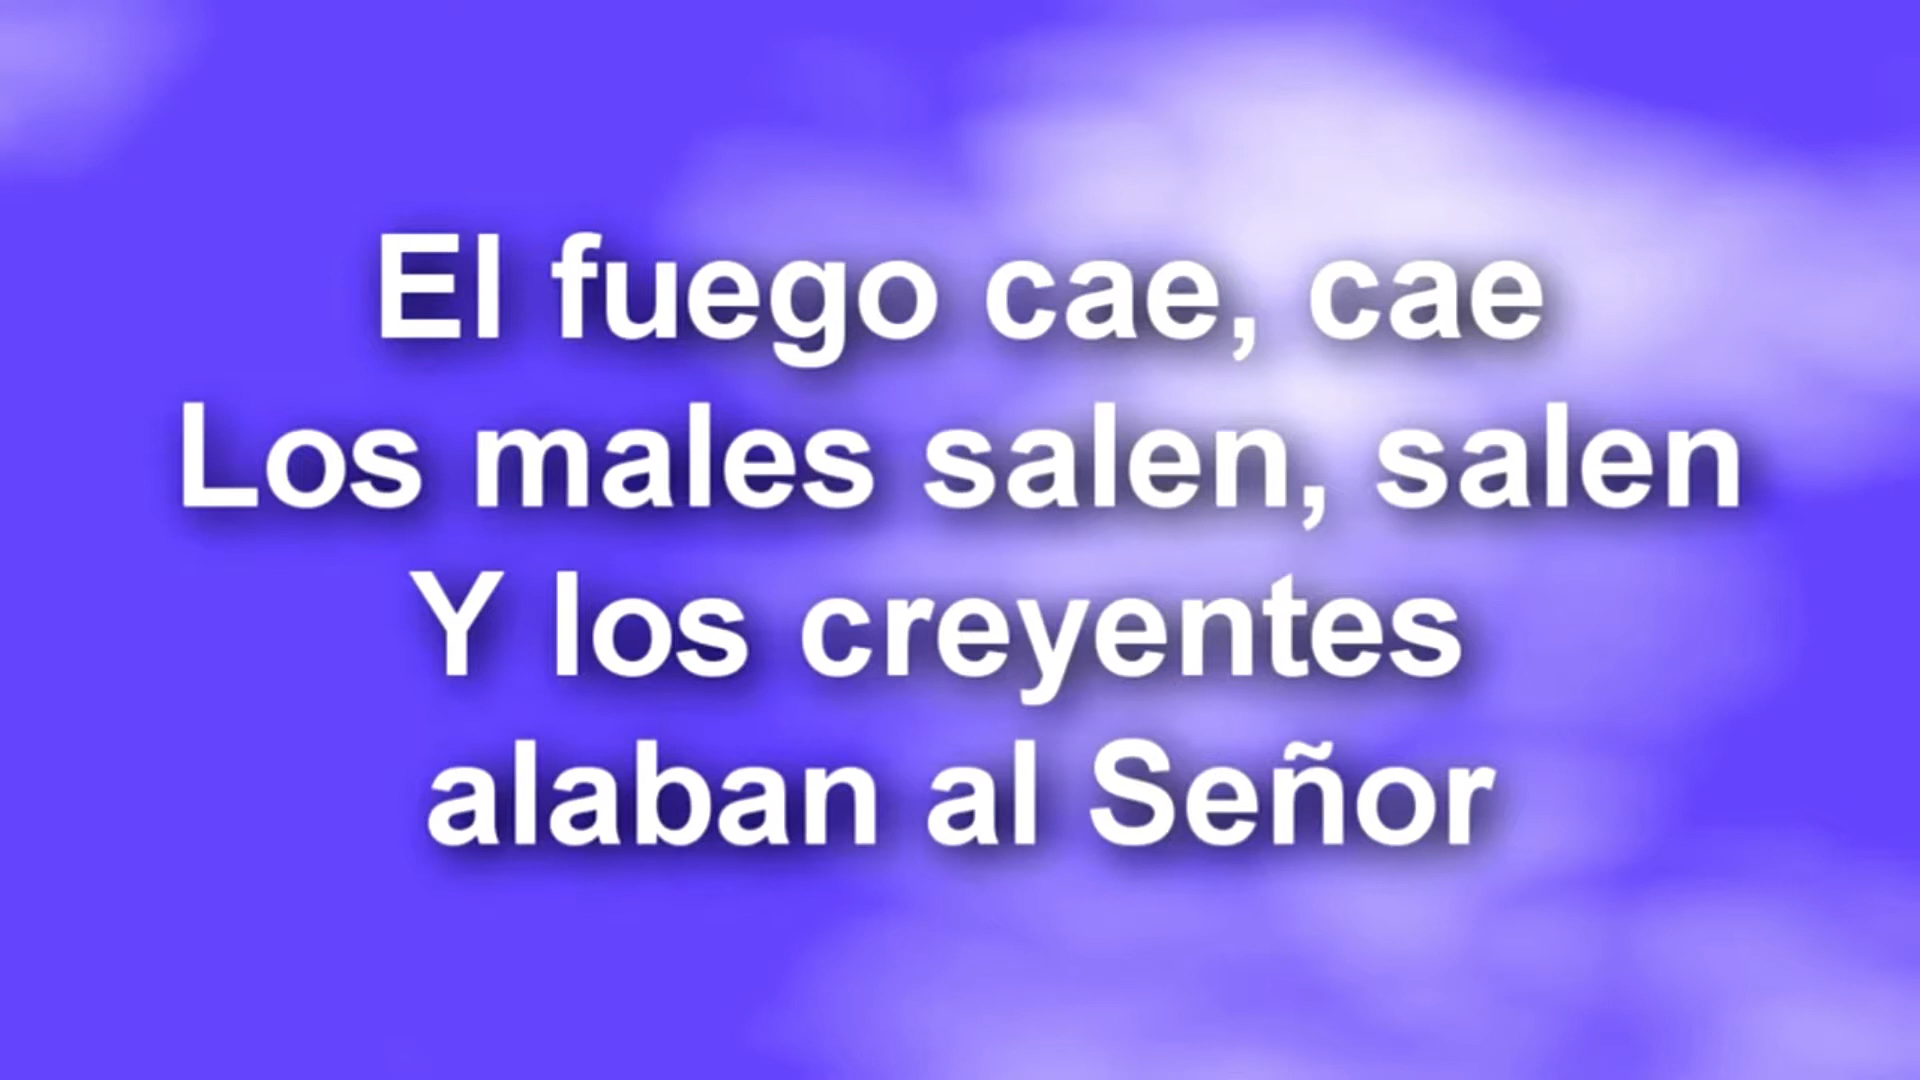 El fuego cae, cae
Los males salen, salen
Y los creyentes
alaban al Señor